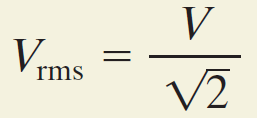 V_rms = V / √2